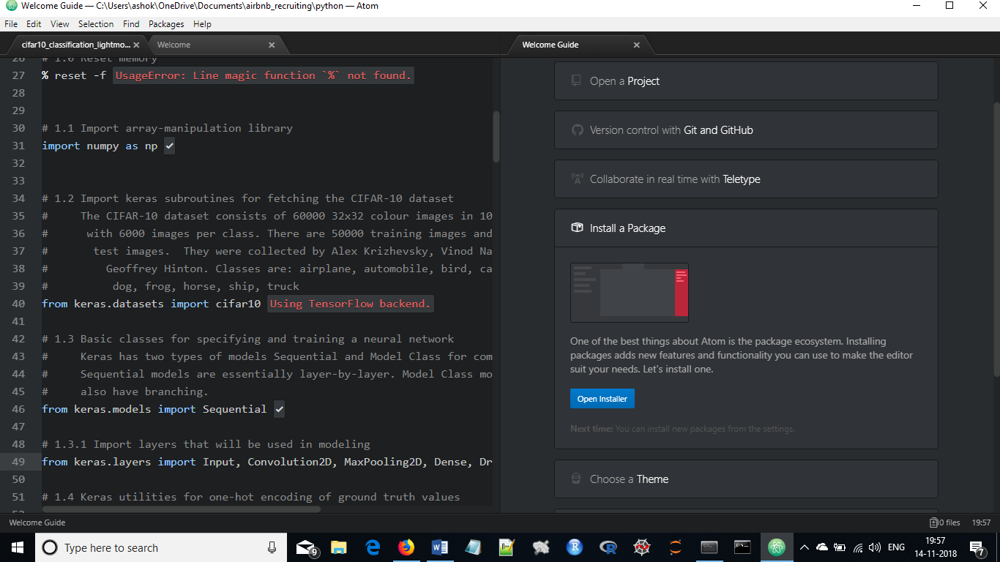 Welcome Guide — C:\Users\ashok\OneDrive\Documents\airbnb_recruiting\python — Atom
File Edit View Selection Find Packages Help
cifar10_classification_lightmo...
Welcome
26 # 1.0 Reset memory
27 % reset -f UsageError: Line magic function `%` not found.
28
29
30 # 1.1 Import array-manipulation library
31 import numpy as np
32
33
34 # 1.2 Import keras subroutines for fetching the CIFAR-10 dataset
35 # The CIFAR-10 dataset consists of 60000 32x32 colour images in 10
36 # with 6000 images per class. There are 50000 training images and
37 # test images. They were collected by Alex Krizhevsky, Vinod Na
38 # Geoffrey Hinton. Classes are: airplane, automobile, bird, ca
39 # dog, frog, horse, ship, truck
40 from keras.datasets import cifar10 Using TensorFlow backend.
41
42 # 1.3 Basic classes for specifying and training a neural network
43 # Keras has two types of models Sequential and Model Class for com
44 # Sequential models are essentially layer-by-layer. Model Class mo
45 # also have branching.
46 from keras.models import Sequential
47
48 # 1.3.1 Import layers that will be used in modeling
49 from keras.layers import Input, Convolution2D, MaxPooling2D, Dense, Dr
50
51 # 1.4 Keras utilities for one-hot encoding of ground truth values
Welcome Guide
Open a Project
Version control with Git and GitHub
Collaborate in real time with Teletype
Install a Package
One of the best things about Atom is the package ecosystem. Installing
packages adds new features and functionality you can use to make the editor
suit your needs. Let's install one.
Open Installer
Next time: You can install new packages from the settings.
Choose a Theme
Welcome Guide
0 files 19:57
Type here to search
9
ENG
19:57
14-11-2018
7